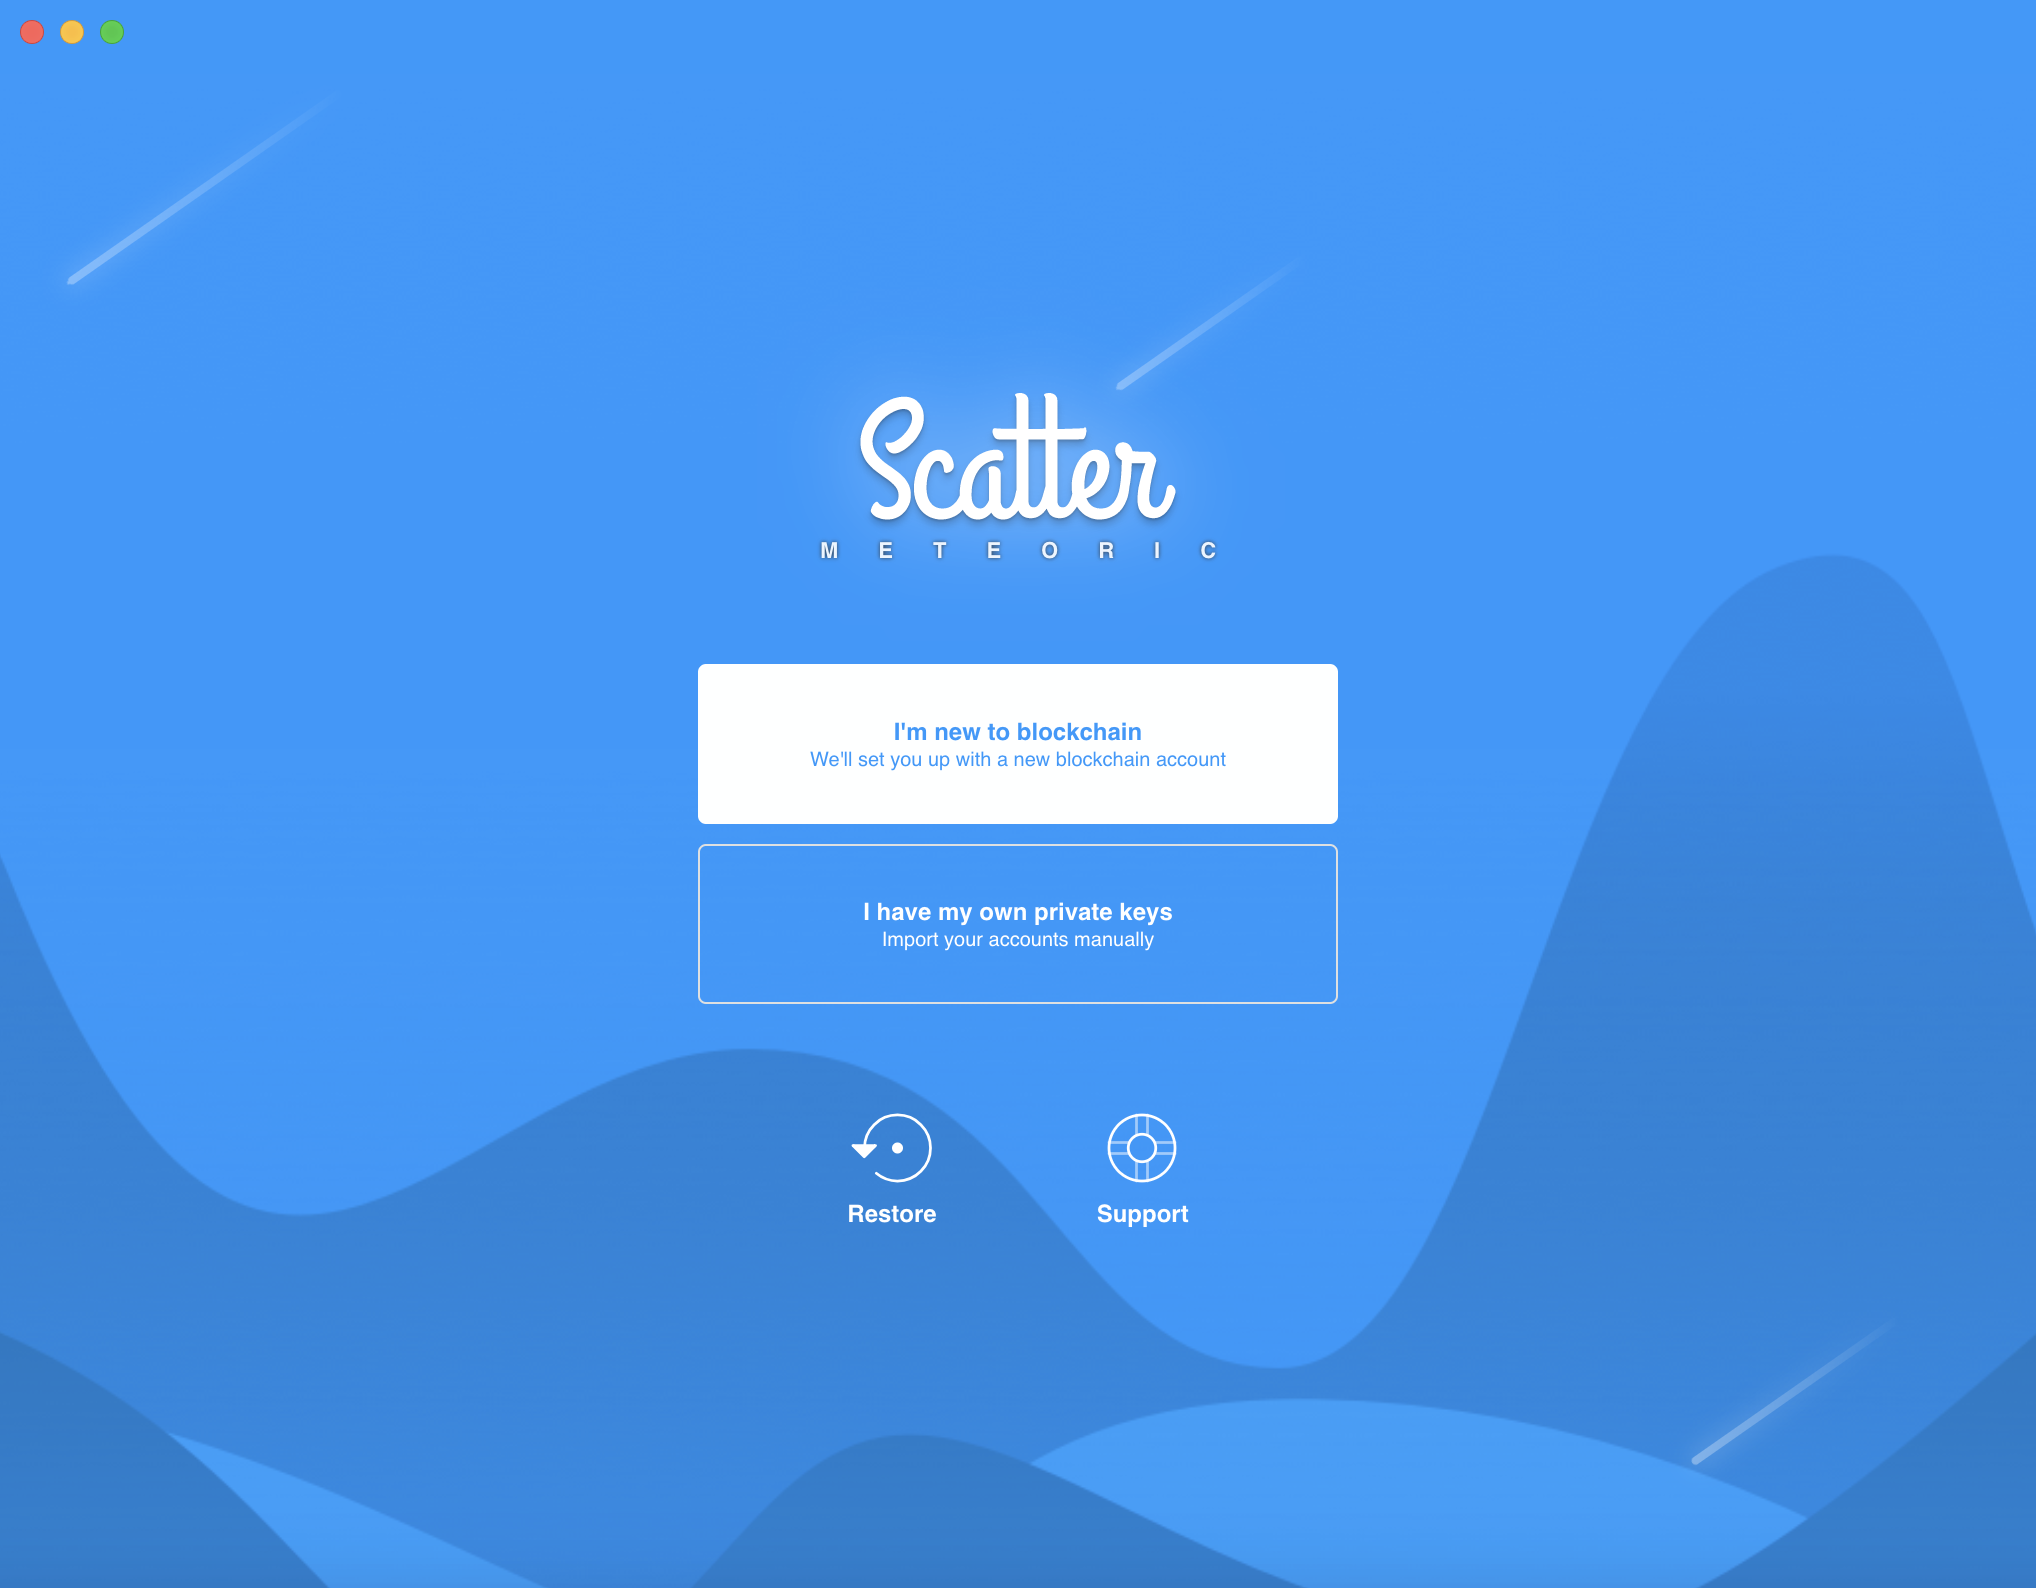 Scatter
METEORIC
I'm new to blockchain
We'll set you up with a new blockchain account
I have my own private keys
Import your accounts manually
Restore
Support